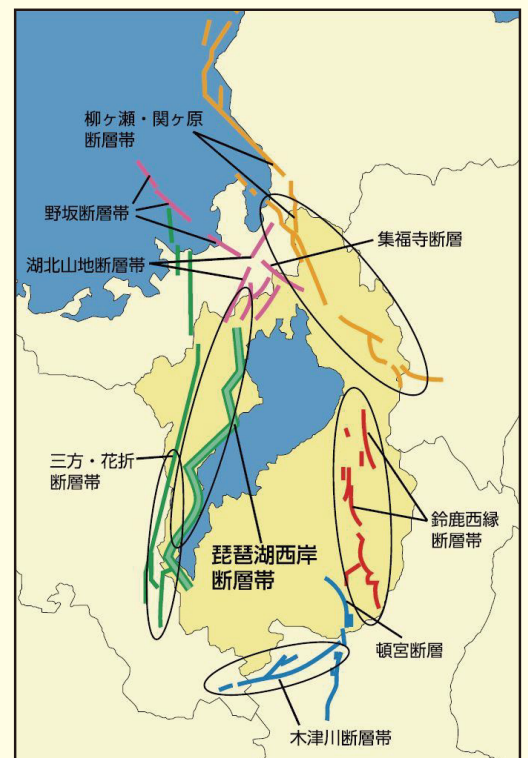 柳ヶ瀬・関ヶ原
断層帯
野坂断層帯
集福寺断層
湖北山地断層帯
三方・花折
断層帯
琵琶湖西岸
断層帯
鈴鹿西縁
断層帯
頓宮断層
木津川断層帯